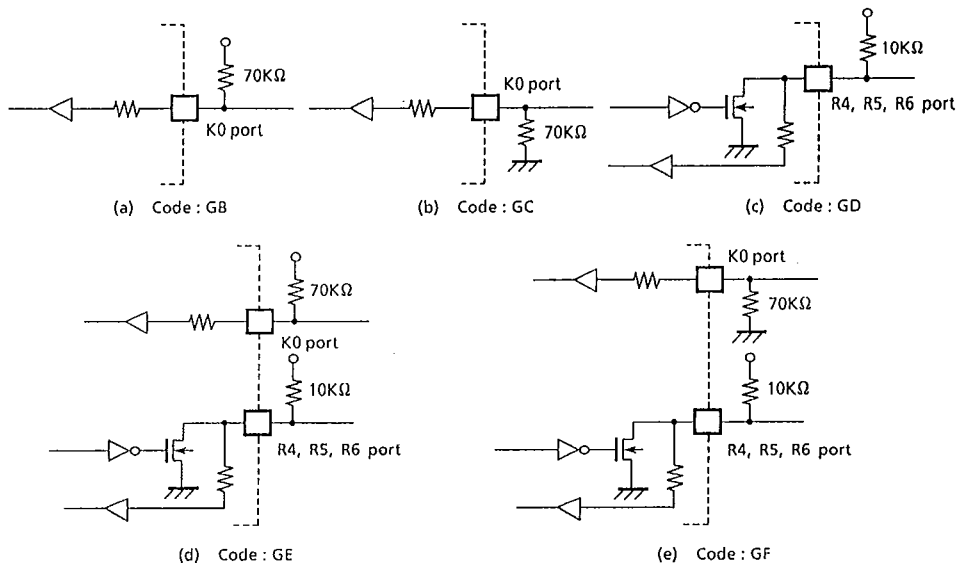 70KΩ
K0 port
(a) Code : GB
K0 port
70KΩ
(b) Code : GC
10KΩ
R4, R5, R6 port
(c) Code : GD
70KΩ
K0 port
10KΩ
R4, R5, R6 port
(d) Code : GE
K0 port
70KΩ
10KΩ
R4, R5, R6 port
(e) Code : GF